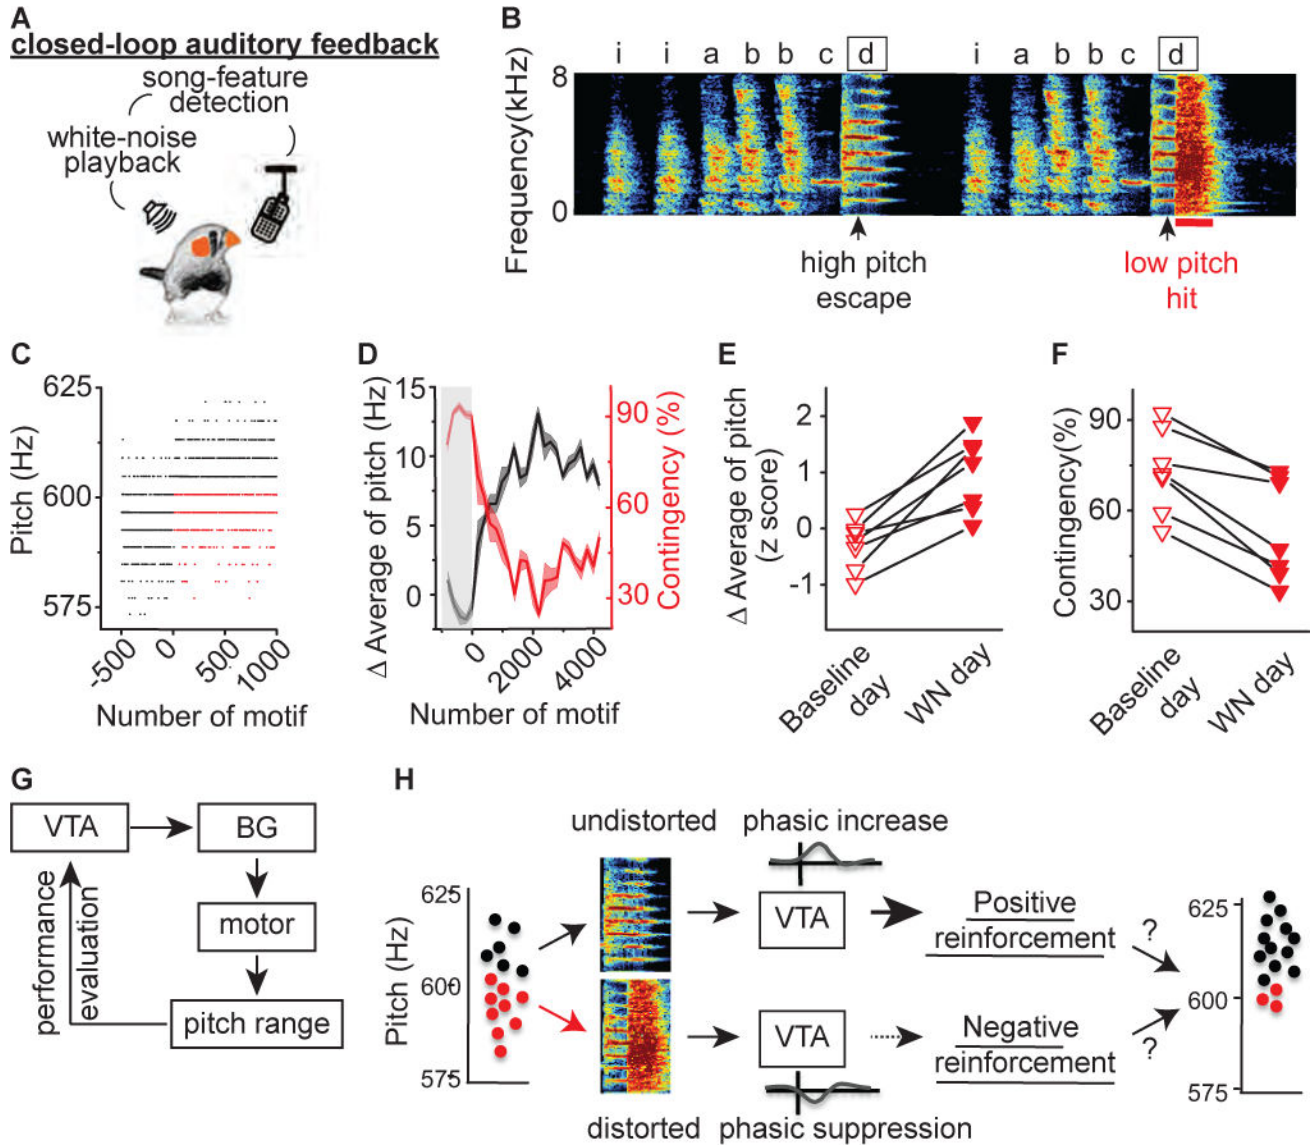 A
closed-loop auditory feedback
song-feature
detection
white-noise
playback
B
i i a b b c d i a b b c d
Frequency(kHz)
8
0
high pitch
escape
low pitch
hit
C
Pitch (Hz)
625
600
575
-500 0 500 1000
Number of motif
D
Δ Average of pitch (Hz)
15
10
5
0
90
60
30
Contingency (%)
0 2000 4000
Number of motif
E
Δ Average of pitch
(z score)
2
1
0
-1
Baseline
day
WN day
F
Contingency(%)
90
60
30
Baseline
day
WN day
G
VTA
BG
motor
pitch range
performance
evaluation
H
undistorted
phasic increase
Pitch (Hz)
625
600
575
VTA
Positive
reinforcement
?
VTA
Negative
reinforcement
?
distorted
phasic suppression
625
600
575